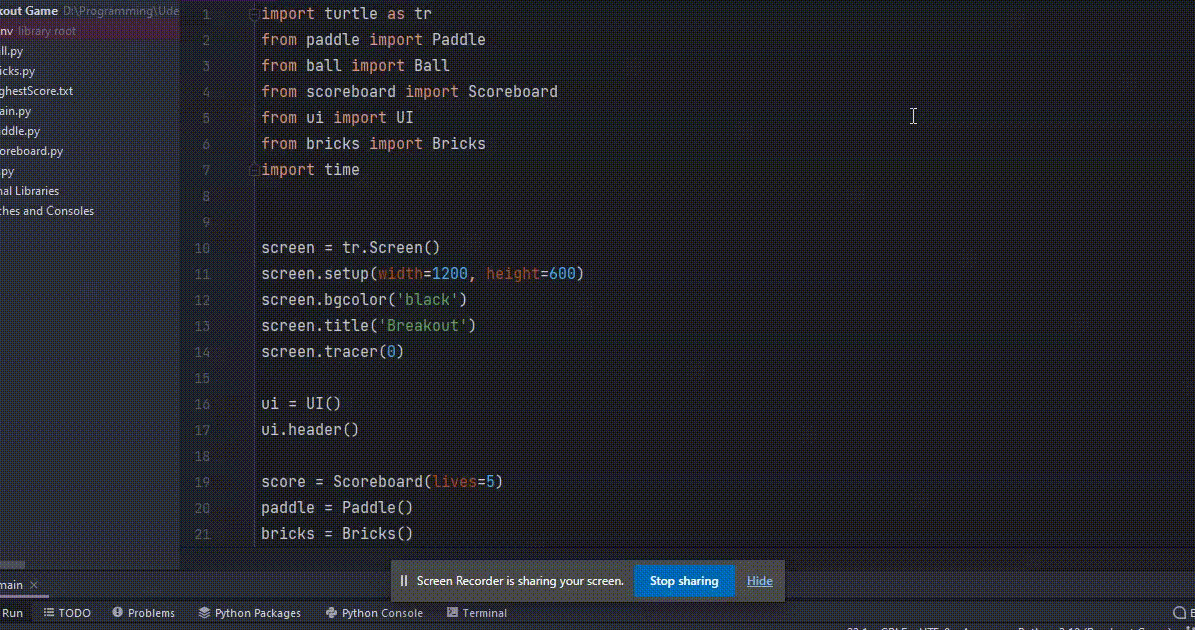 kout Game D:\Programming\Ude
nv library root
ll.py
icks.py
ghestScore.txt
ain.py
ddle.py
oreboard.py
.py
nal Libraries
ches and Consoles
1 import turtle as tr
2 from paddle import Paddle
3 from ball import Ball
4 from scoreboard import Scoreboard
5 from ui import UI
6 from bricks import Bricks
7 import time
8
9
10 screen = tr.Screen()
11 screen.setup(width=1200, height=600)
12 screen.bgcolor('black')
13 screen.title('Breakout')
14 screen.tracer(0)
15
16 ui = UI()
17 ui.header()
18
19 score = Scoreboard(lives=5)
20 paddle = Paddle()
21 bricks = Bricks()
Screen Recorder is sharing your screen. Stop sharing Hide
main
Run TODO Problems Python Packages Python Console Terminal